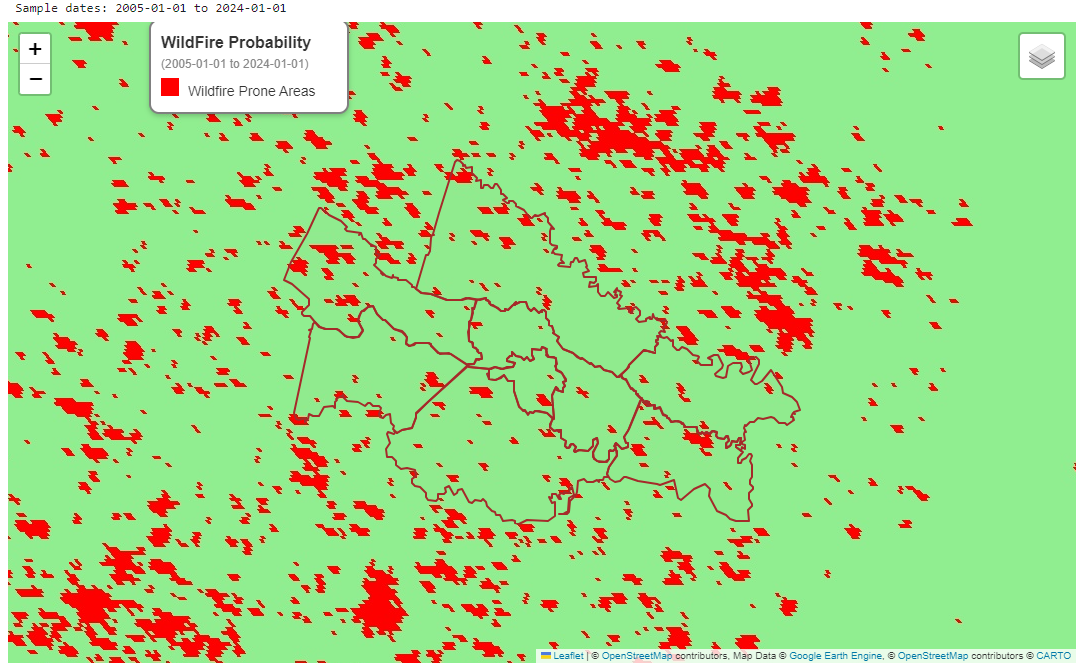 Sample dates: 2005-01-01 to 2024-01-01
+
−
WildFire Probability
(2005-01-01 to 2024-01-01)
Wildfire Prone Areas
Leaflet | © OpenStreetMap contributors, Map Data © Google Earth Engine, © OpenStreetMap contributors © CARTO